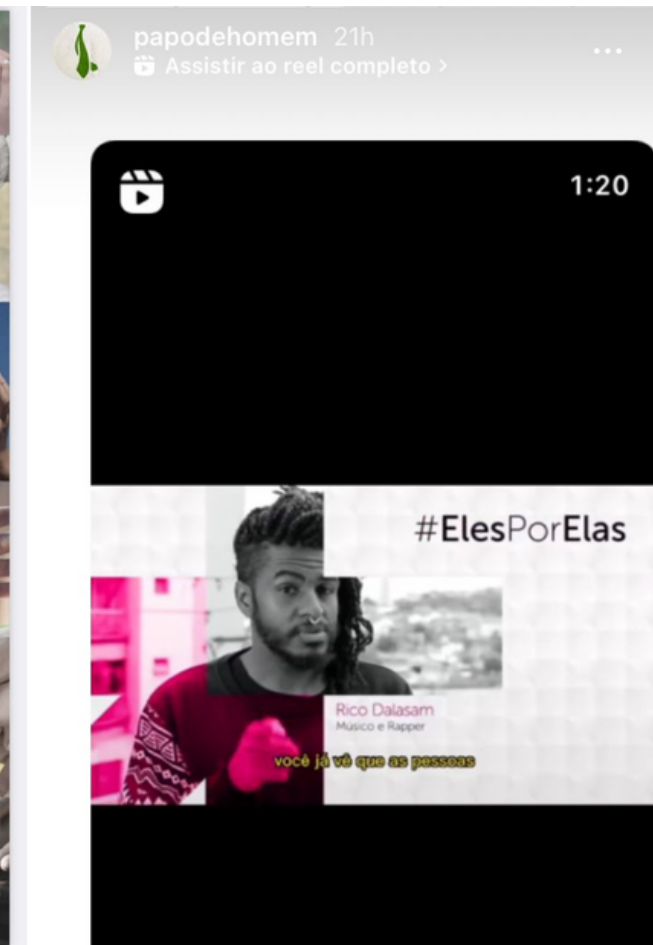 papodehomem 21h
Assistir ao reel completo >
1:20
#ElesPorElas
Rico Dalasam
Músico e Rapper
você já vê que as pessoas